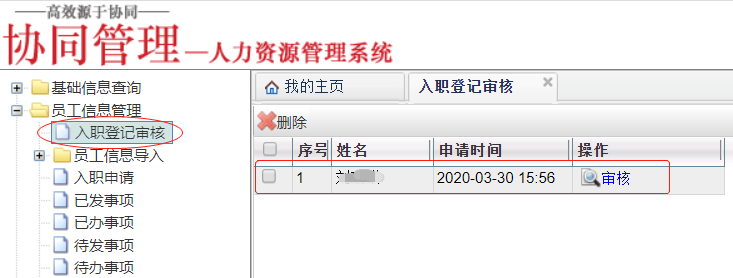 ——高效源于协同——
协同管理—人力资源管理系统
基础信息查询
员工信息管理
入职登记审核
员工信息导入
入职申请
已发事项
已办事项
待发事项
待办事项
我的主页
入职登记审核
删除
序号 姓名 申请时间 操作
1 2020-03-30 15:56 审核